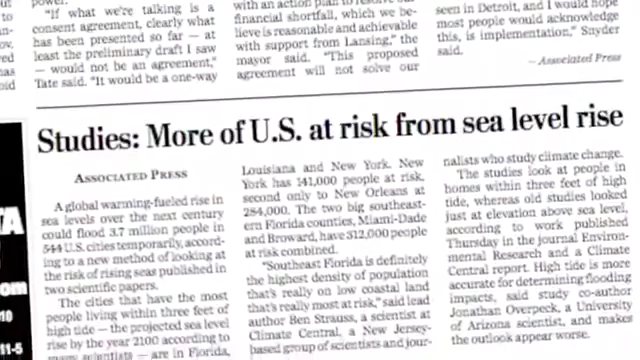 power."
"If what we're talking is a
consent agreement, clearly what
has been presented so far — at
least the preliminary draft I saw
— would not be an agreement,"
Tate said. "It would be a one-way
with an action plan to
financial shortfall, which we be-
lieve is reasonable and achievable
with support from Lansing," the
mayor said. "This proposed
agreement will not solve our
seen in Detroit, and I would hope
most people would acknowledge
this, is implementation," Snyder
said.
– Associated Press
Studies: More of U.S. at risk from sea level rise
ASSOCIATED PRESS
A global warming-fueled rise in
sea levels over the next century
could flood 3.7 million people in
544 U.S. cities temporarily, accord-
ing to a new method of looking at
the risk of rising seas published in
two scientific papers.
The cities that have the most
people living within three feet of
high tide — the projected sea level
rise by the year 2100 according to
many scientists — are in Florida,
Louisiana and New York. New
York has 141,000 people at risk,
second only to New Orleans at
284,000. The two big southeast-
ern Florida counties, Miami-Dade
and Broward, have 312,000 people
at risk combined.
"Southeast Florida is definitely
the highest density of population
that's really on low coastal land
that's really most at risk," said lead
author Ben Strauss, a scientist at
Climate Central, a New Jersey-
based group of scientists and jour-
nalists who study climate change.
The studies look at people in
homes within three feet of high
tide, whereas old studies looked
just at elevation above sea level,
according to work published
Thursday in the journal Environ-
mental Research and a Climate
Central report. High tide is more
accurate for determining flooding
impacts, said study co-author
Jonathan Overpeck, a University
of Arizona scientist, and makes
the outlook appear worse.
om
10
11-5